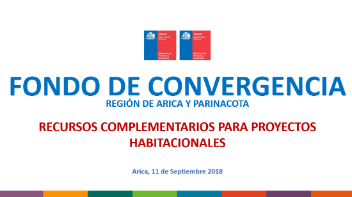 FONDO DE CONVERGENCIA
REGIÓN DE ARICA Y PARINACOTA
RECURSOS COMPLEMENTARIOS PARA PROYECTOS
HABITACIONALES
Arica, 11 de Septiembre 2018